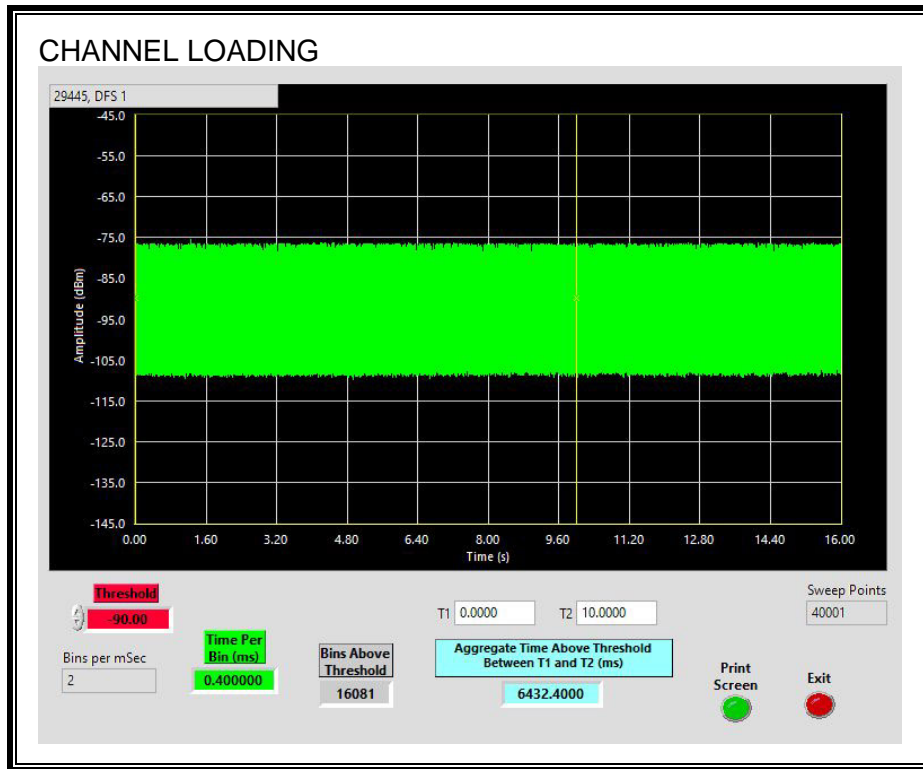 CHANNEL LOADING
29445, DFS 1
-45.0
-55.0
-65.0
-75.0
-85.0
-95.0
-105.0
-115.0
-125.0
-135.0
-145.0
Amplitude (dBm)
0.00 1.60 3.20 4.80 6.40 8.00 9.60 11.20 12.80 14.40 16.00
Time (s)
Threshold
-90.00
Bins per mSec
2
Time Per
Bin (ms)
0.400000
Bins Above
Threshold
16081
T1 0.0000 T2 10.0000
Aggregate Time Above Threshold
Between T1 and T2 (ms)
6432.4000
Sweep Points
40001
Print
Screen
Exit